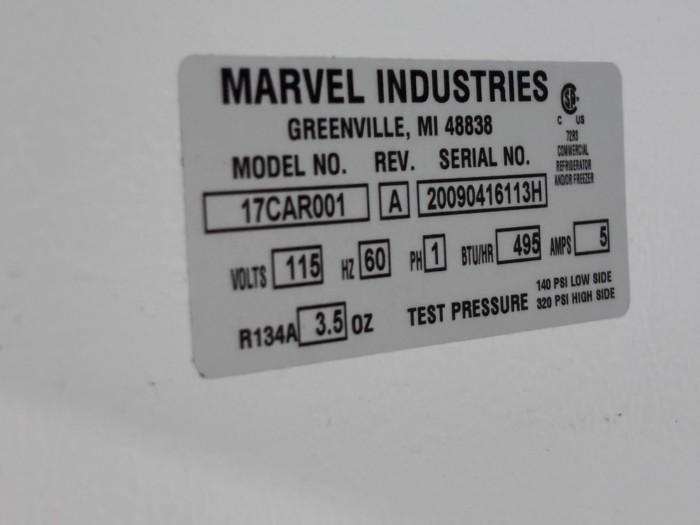 MARVEL INDUSTRIES
GREENVILLE, MI 48838
C US
72R0
COMMERCIAL
REFRIGERATOR
AND/OR FREEZER
MODEL NO. REV. SERIAL NO.
17CAR001 A 20090416113H
VOLTS 115 HZ 60 PH 1 BTU/HR 495 AMPS 5
R134A 3.5 OZ TEST PRESSURE 140 PSI LOW SIDE
320 PSI HIGH SIDE